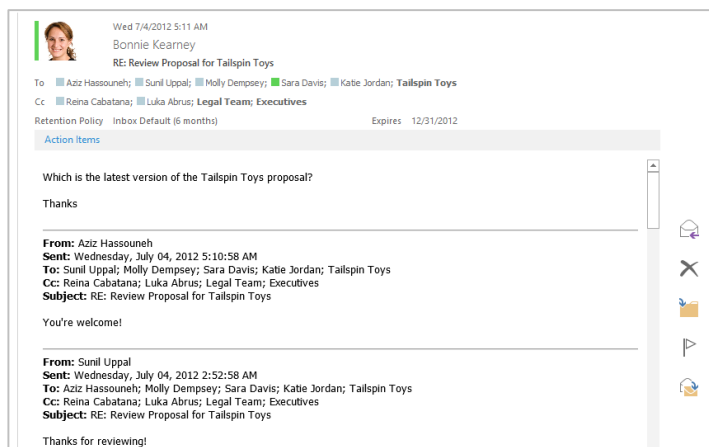 Wed 7/4/2012 5:11 AM
Bonnie Kearney
RE: Review Proposal for Tailspin Toys
To Aziz Hassouneh; Sunil Uppal; Molly Dempsey; Sara Davis; Katie Jordan; Tailspin Toys
Cc Reina Cabatana; Luka Abrus; Legal Team; Executives
Retention Policy Inbox Default (6 months) Expires 12/31/2012
Action Items
Which is the latest version of the Tailspin Toys proposal?
Thanks
From: Aziz Hassouneh
Sent: Wednesday, July 04, 2012 5:10:58 AM
To: Sunil Uppal; Molly Dempsey; Sara Davis; Katie Jordan; Tailspin Toys
Cc: Reina Cabatana; Luka Abrus; Legal Team; Executives
Subject: RE: Review Proposal for Tailspin Toys
You're welcome!
From: Sunil Uppal
Sent: Wednesday, July 04, 2012 2:52:58 AM
To: Aziz Hassouneh; Molly Dempsey; Sara Davis; Katie Jordan; Tailspin Toys
Cc: Reina Cabatana; Luka Abrus; Legal Team; Executives
Subject: RE: Review Proposal for Tailspin Toys
Thanks for reviewing!